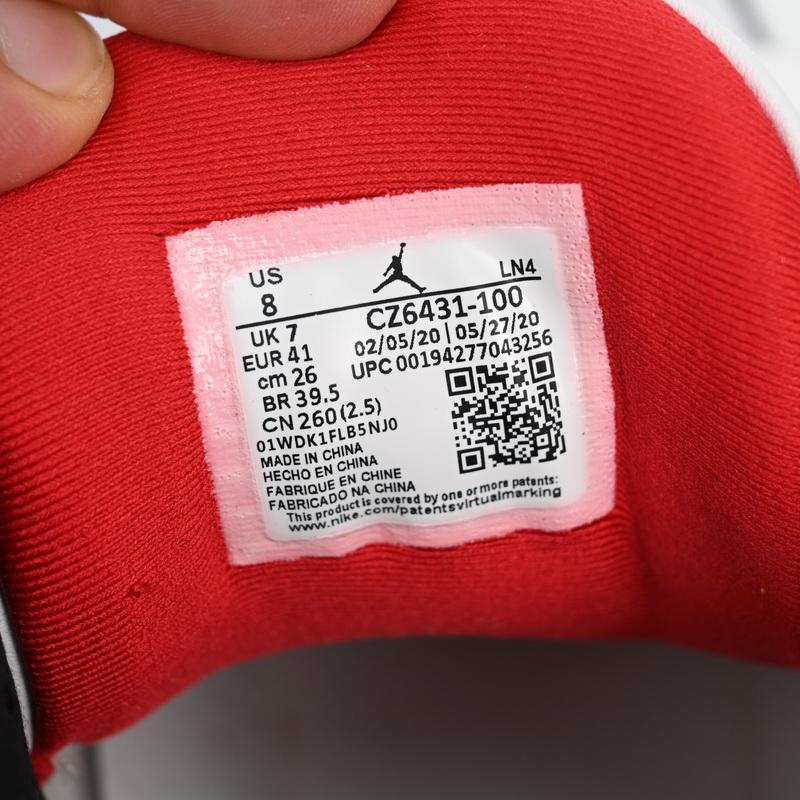 US
8
LN4
CZ6431-100
UK 7
02/05/20 | 05/27/20
EUR 41
UPC 00194277043256
cm 26
BR 39.5
CN 260(2.5)
01WDK1FLB5NJ0
MADE IN CHINA
HECHO EN CHINA
FABRIQUE EN CHINE
FABRICADO NA CHINA
This product is covered by one or more patents:
www.nike.com/patentsvirtualmarking